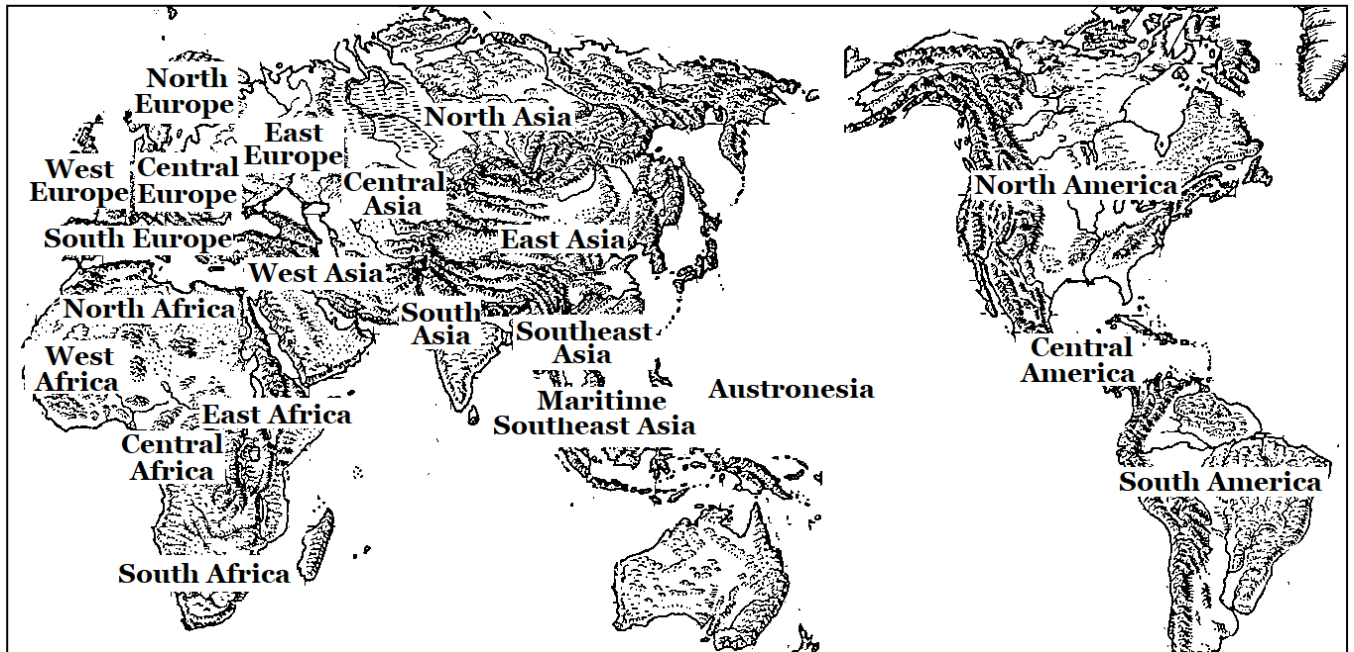 North
Europe
East
Europe
North Asia
West
Europe
Central
Europe
Central
Asia
North America
South Europe
East Asia
West Asia
North Africa
South
Asia
Southeast
Asia
Central
America
West
Africa
Maritime
Southeast Asia
Austronesia
East Africa
Central
Africa
South America
South Africa